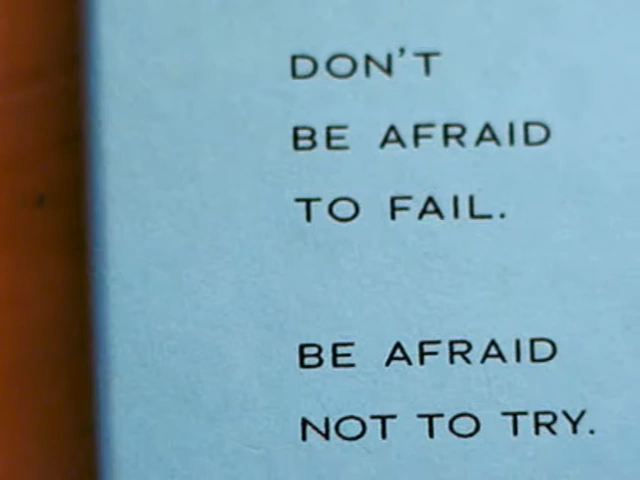 DON'T
BE AFRAID
TO FAIL.
BE AFRAID
NOT TO TRY.